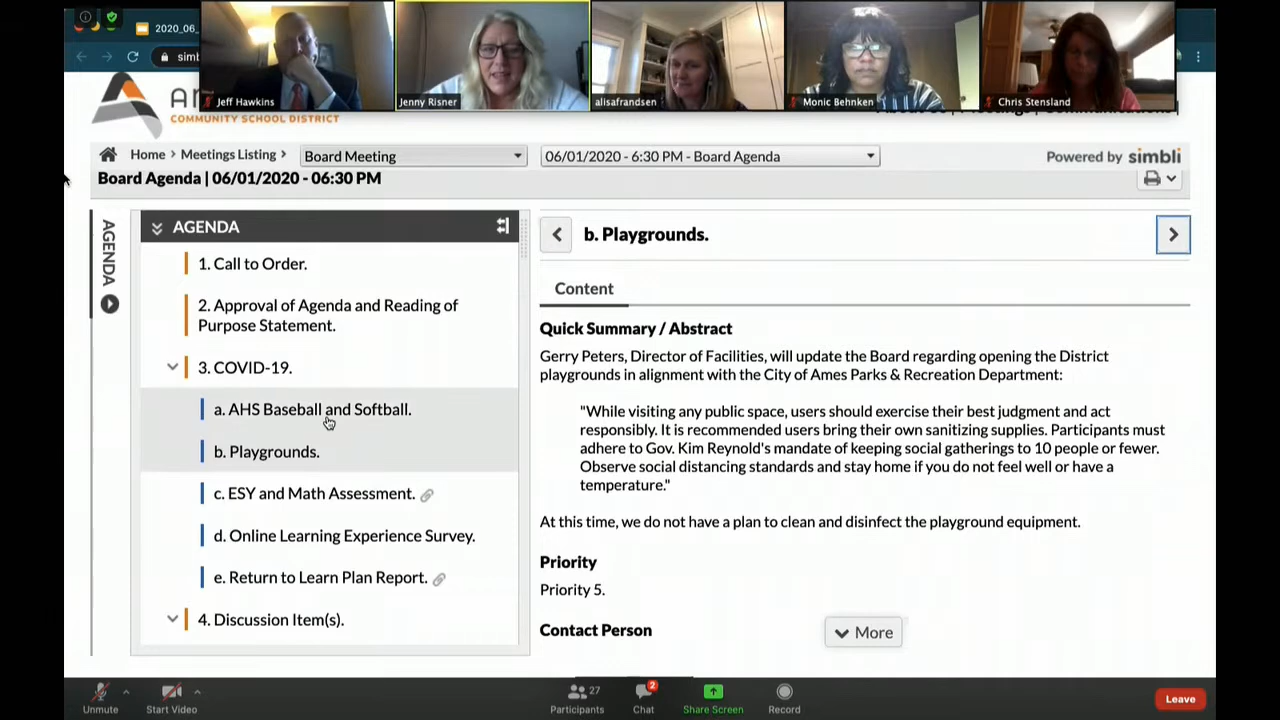 2020_06_
simb
Jeff Hawkins
Jenny Risner
alisafrandsen
Monic Behnken
Chris Stensland
COMMUNITY SCHOOL DISTRICT
Home > Meetings Listing >
Board Meeting
06/01/2020 - 6:30 PM - Board Agenda
Powered by simbli
Board Agenda | 06/01/2020 - 06:30 PM
AGENDA
AGENDA
1. Call to Order.
2. Approval of Agenda and Reading of
Purpose Statement.
3. COVID-19.
a. AHS Baseball and Softball.
b. Playgrounds.
c. ESY and Math Assessment.
d. Online Learning Experience Survey.
e. Return to Learn Plan Report.
4. Discussion Item(s).
b. Playgrounds.
Content
Quick Summary / Abstract
Gerry Peters, Director of Facilities, will update the Board regarding opening the District
playgrounds in alignment with the City of Ames Parks & Recreation Department:
"While visiting any public space, users should exercise their best judgment and act
responsibly. It is recommended users bring their own sanitizing supplies. Participants must
adhere to Gov. Kim Reynold's mandate of keeping social gatherings to 10 people or fewer.
Observe social distancing standards and stay home if you do not feel well or have a
temperature."
At this time, we do not have a plan to clean and disinfect the playground equipment.
Priority
Priority 5.
Contact Person
More
Unmute
Start Video
Participants
27
Chat
2
Share Screen
Record
Leave